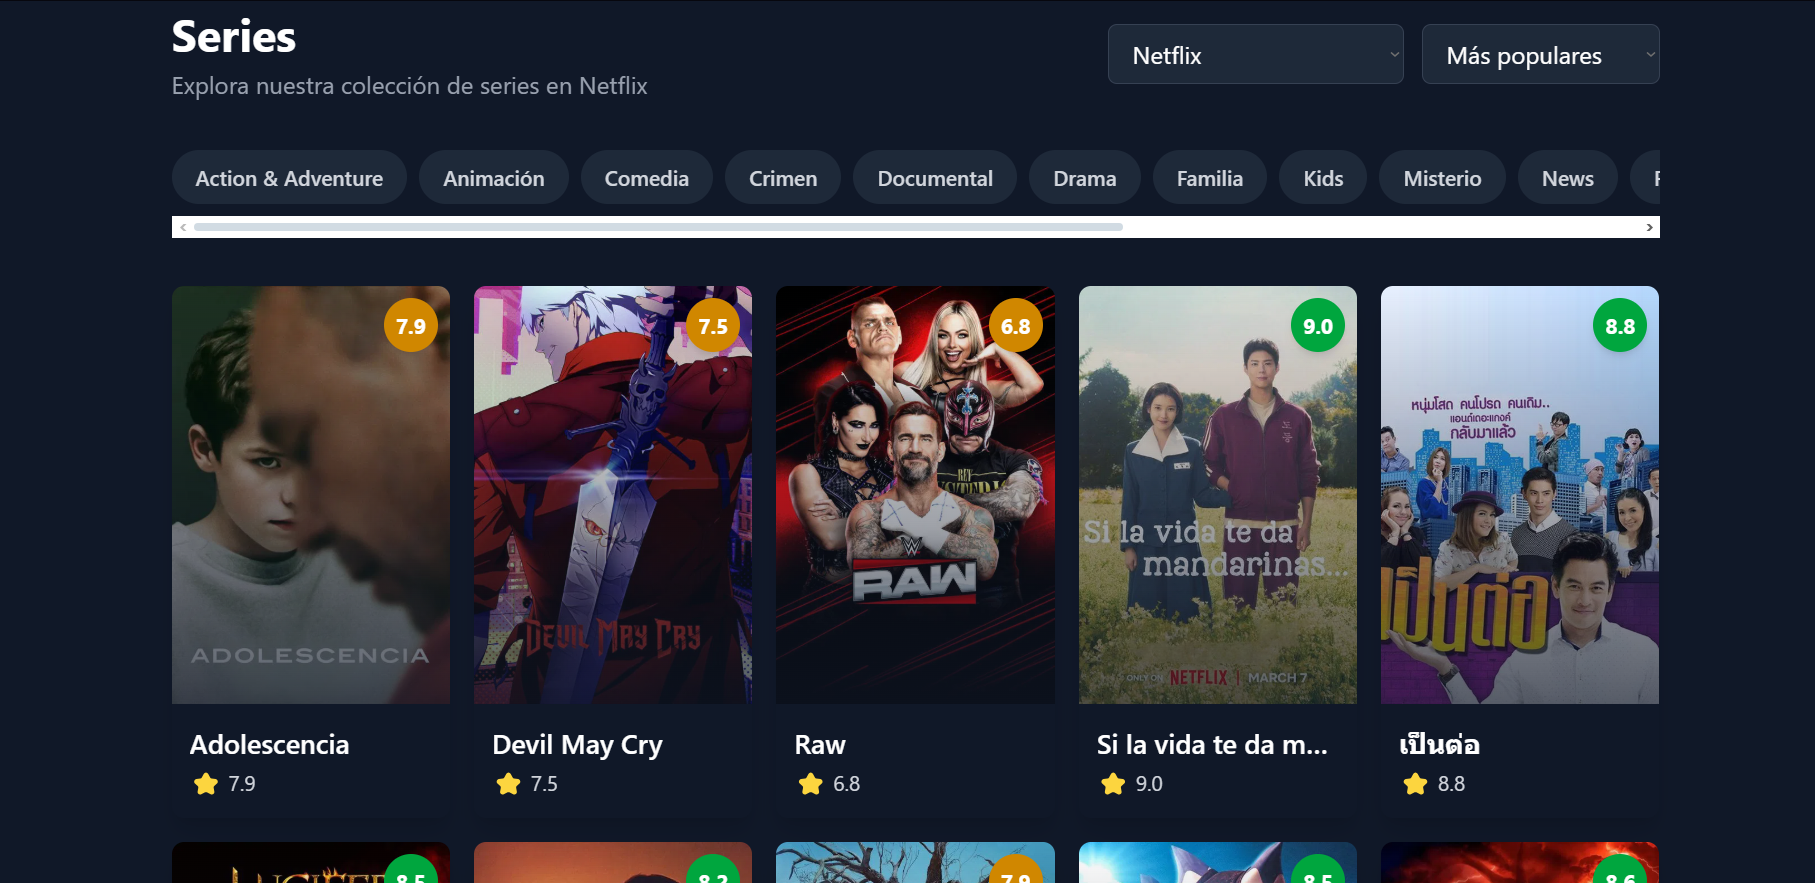 Series
Explora nuestra colección de series en Netflix
Netflix
Más populares
Action & Adventure
Animación
Comedia
Crimen
Documental
Drama
Familia
Kids
Misterio
News
7.9
ADOLESCENCIA
Adolescencia
7.9
7.5
DEVIL MAY CRY
Devil May Cry
7.5
6.8
W
RAW
Raw
6.8
9.0
Si la vida te da
mandarinas...
ONLY ON NETFLIX | MARCH 7
Si la vida te da m...
9.0
8.8
หนุ่มโสด คนโปรด คนเดิม..
แอนด์เดอะแกงค์
กลับมาแล้ว
เป็นต่อ
เป็นต่อ
8.8
LUCIFER
8.5
8.2
7.9
8.5
8.6